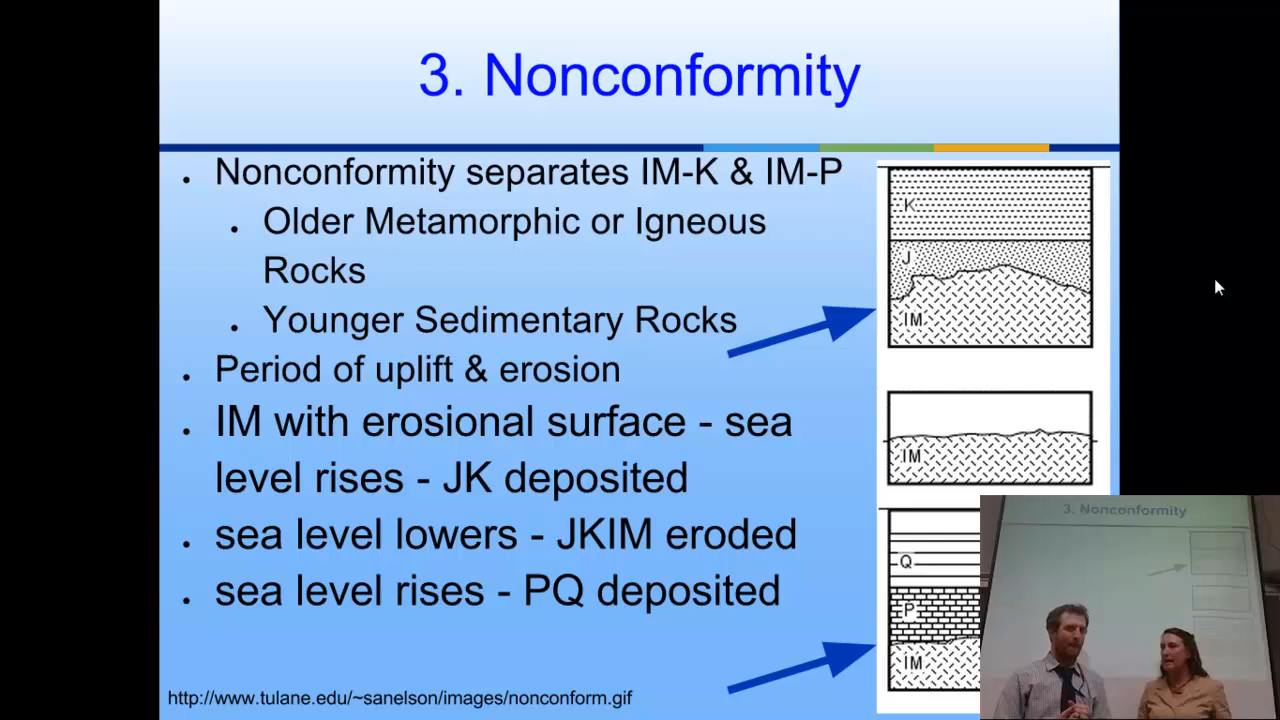 3. Nonconformity
Nonconformity separates IM-K & IM-P
Older Metamorphic or Igneous
Rocks
Younger Sedimentary Rocks
Period of uplift & erosion
IM with erosional surface - sea
level rises - JK deposited
sea level lowers - JKIM eroded
sea level rises - PQ deposited
http://www.tulane.edu/~sanelson/images/nonconform.gif
K
J
IM
IM
Q
P
IM
3. Nonconformity